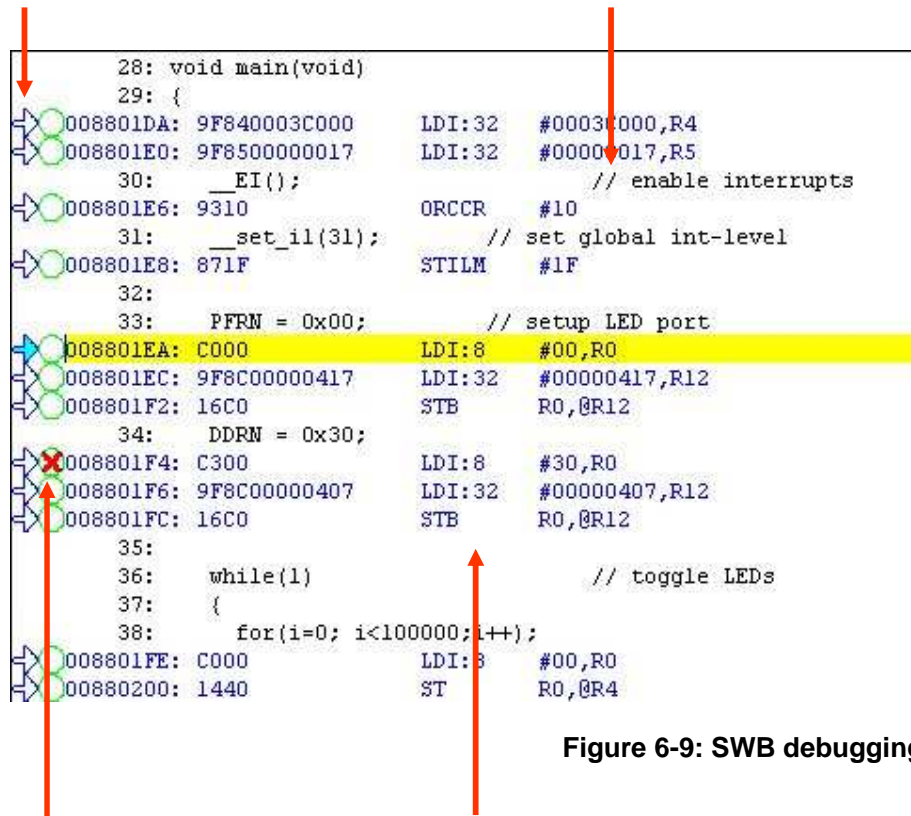 28: void main(void)
29: {
008801DA: 9F840003C000 LDI:32 #0003C000,R4
008801E0: 9F8500000017 LDI:32 #00000017,R5
30: __EI(); // enable interrupts
008801E6: 9310 ORCCR #10
31: __set_il(31); // set global int-level
008801E8: 871F STILM #1F
32:
33: PFRN = 0x00; // setup LED port
008801EA: C000 LDI:8 #00,R0
008801EC: 9F8C00000417 LDI:32 #00000417,R12
008801F2: 16C0 STB R0,@R12
34: DDRN = 0x30;
008801F4: C300 LDI:8 #30,R0
008801F6: 9F8C00000407 LDI:32 #00000407,R12
008801FC: 16C0 STB R0,@R12
35:
36: while(1) // toggle LEDs
37: {
38: for(i=0; i<100000;i++);
008801FE: C000 LDI:8 #00,R0
00880200: 1440 ST R0,@R4
Figure 6-9: SWB debugging